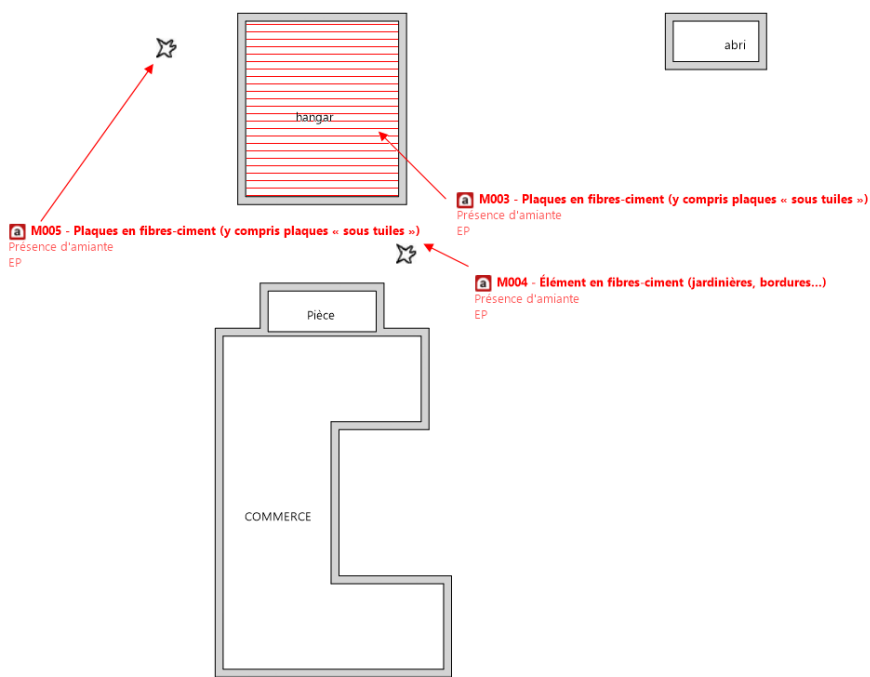 abri
hangar
a M003 - Plaques en fibres-ciment (y compris plaques « sous tuiles »)
Présence d'amiante
EP
a M005 - Plaques en fibres-ciment (y compris plaques « sous tuiles »)
Présence d'amiante
EP
a M004 - Élément en fibres-ciment (jardinières, bordures...)
Présence d'amiante
EP
Pièce
COMMERCE